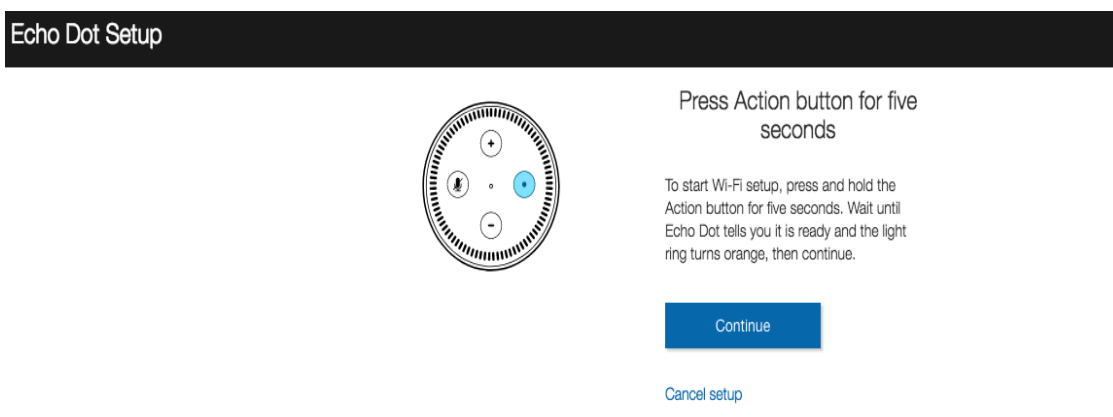 Echo Dot Setup
Press Action button for five
seconds
To start Wi-Fi setup, press and hold the
Action button for five seconds. Wait until
Echo Dot tells you it is ready and the light
ring turns orange, then continue.
Continue
Cancel setup